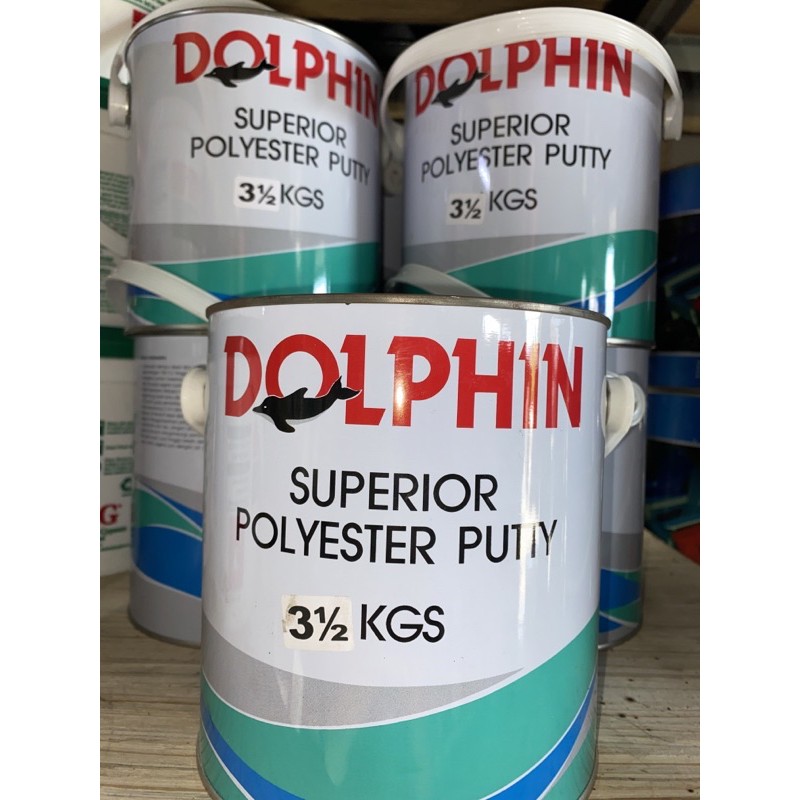 DOLPHIN
SUPERIOR
POLYESTER PUTTY
3½ KGS
DOLPHIN
SUPERIOR
POLYESTER PUTTY
3½ KGS
DOLPHIN
SUPERIOR
POLYESTER PUTTY
3½ KGS